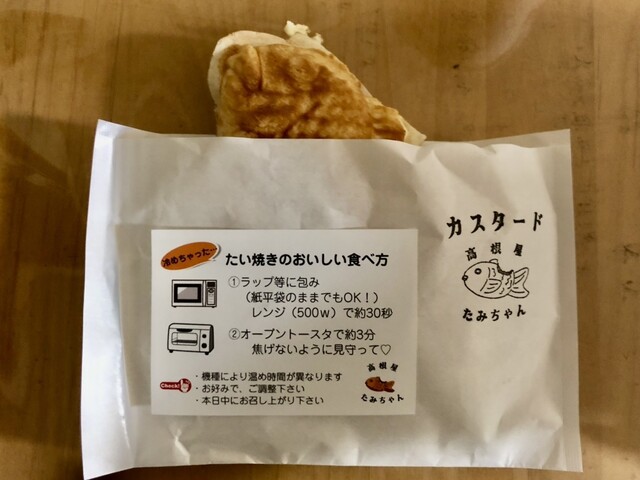 カスタード
高根屋
たみちゃん
冷めちゃった…
たい焼きのおいしい食べ方
①ラップ等に包み
(紙平袋のままでもOK!)
レンジ(500w)で約30秒
②オーブントースタで約3分
焦げないように見守って♡
Check!
・機種により温め時間が異なります
・お好みで、ご調整下さい
・本日中にお召し上がり下さい
高根屋
たみちゃん